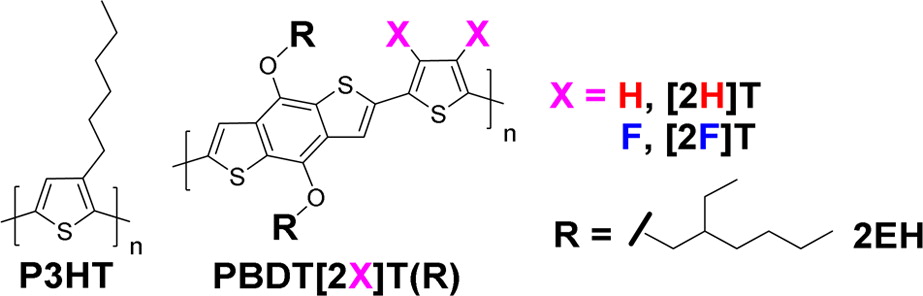 R
X X
O
S
S
n
X = H, [2H]T
F, [2F]T
S
O
R
S
n
R =
2EH
P3HT
PBDT[2X]T(R)